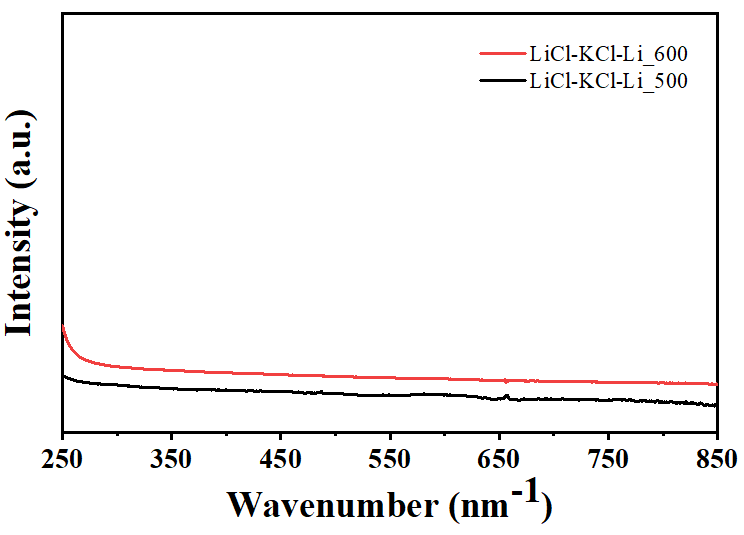 LiCl-KCl-Li_600
LiCl-KCl-Li_500
Intensity (a.u.)
250 350 450 550 650 750 850
Wavenumber (nm-1)